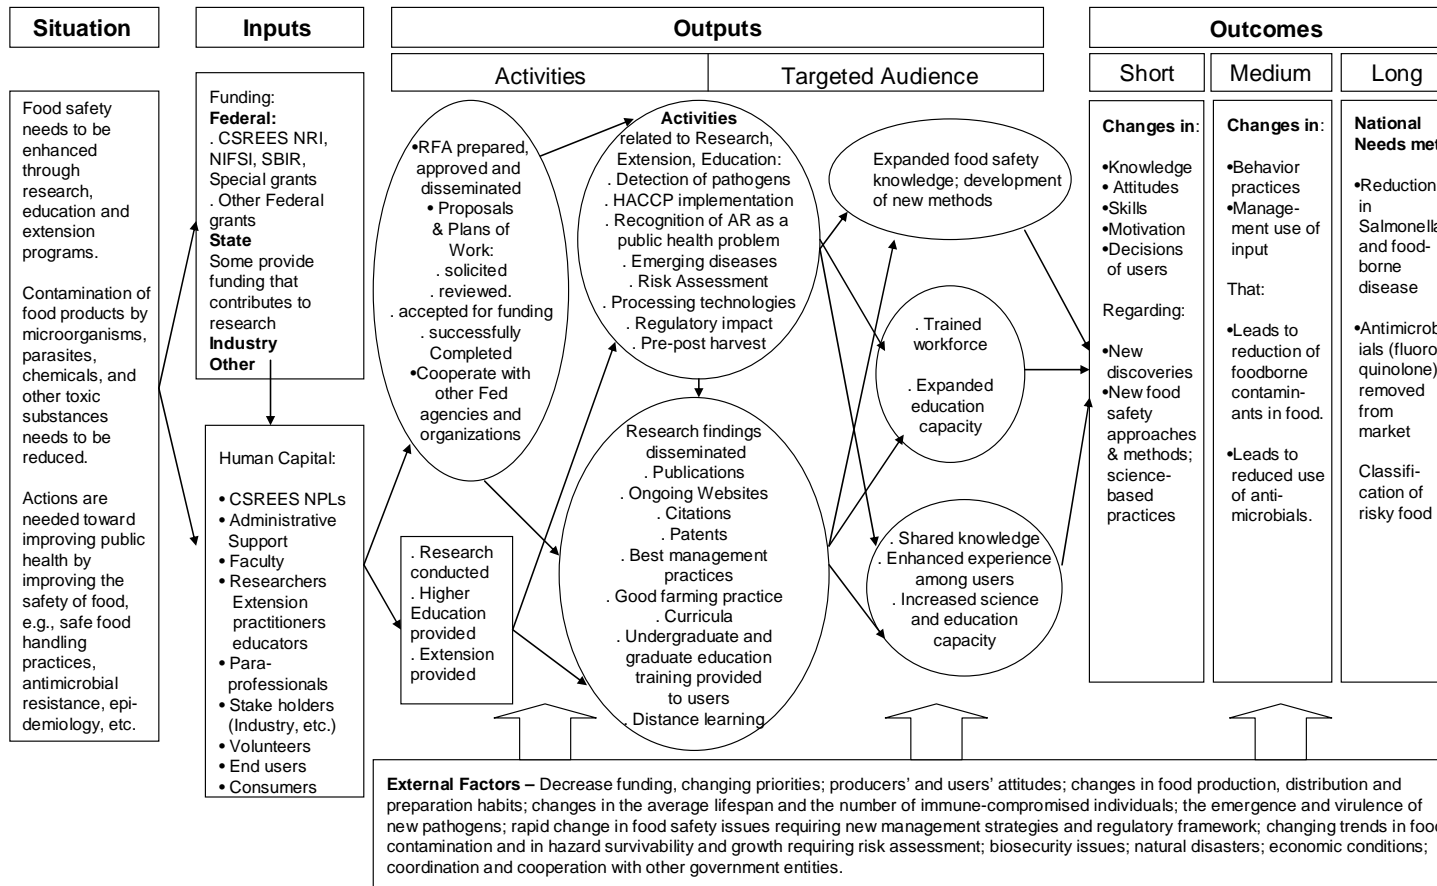 Situation
Inputs
Outputs
Outcomes
Activities
Targeted Audience
Short
Medium
Long
Food safety
needs to be
enhanced
through
research,
education and
extension
programs.
Contamination of
food products by
microorganisms,
parasites,
chemicals, and
other toxic
substances
needs to be
reduced.
Actions are
needed toward
improving public
health by
improving the
safety of food,
e.g., safe food
handling
practices,
antimicrobial
resistance, epi-
demiology, etc.
Funding:
Federal:
. CSREES NRI,
NIFSI, SBIR,
Special grants
. Other Federal
grants
State
Some provide
funding that
contributes to
research
Industry
Other
Human Capital:
• CSREES NPLs
• Administrative
Support
• Faculty
• Researchers
Extension
practitioners
educators
• Para-
professionals
• Stake holders
(Industry, etc.)
• Volunteers
• End users
• Consumers
•RFA prepared,
approved and
disseminated
• Proposals
& Plans of
Work:
. solicited
. reviewed.
. accepted for funding
. successfully
Completed
•Cooperate with
other Fed
agencies and
organizations
. Research
conducted
. Higher
Education
provided
. Extension
provided
Activities
related to Research,
Extension, Education:
. Detection of pathogens
. HACCP implementation
. Recognition of AR as a
public health problem
. Emerging diseases
. Risk Assessment
. Processing technologies
. Regulatory impact
. Pre-post harvest
Research findings
disseminated
. Publications
. Ongoing Websites
. Citations
. Patents
. Best management
practices
. Good farming practice
. Curricula
. Undergraduate and
graduate education
training provided
to users
. Distance learning
Expanded food safety
knowledge; development
of new methods
. Trained
workforce
. Expanded
education
capacity
. Shared knowledge
. Enhanced experience
among users
. Increased science
and education
capacity
Changes in:
•Knowledge
• Attitudes
•Skills
•Motivation
•Decisions
of users
Regarding:
•New
discoveries
•New food
safety
approaches
& methods;
science-
based
practices
Changes in:
•Behavior
practices
•Manage-
ment use of
input
That:
•Leads to
reduction of
foodborne
contamin-
ants in food.
•Leads to
reduced use
of anti-
microbials.
National
Needs met
•Reduction
in
Salmonella
and food-
borne
disease
•Antimicrob
ials (fluoro
quinolone)
removed
from
market
Classifi-
cation of
risky food
External Factors – Decrease funding, changing priorities; producers’ and users’ attitudes; changes in food production, distribution and
preparation habits; changes in the average lifespan and the number of immune-compromised individuals; the emergence and virulence of
new pathogens; rapid change in food safety issues requiring new management strategies and regulatory framework; changing trends in food
contamination and in hazard survivability and growth requiring risk assessment; biosecurity issues; natural disasters; economic conditions;
coordination and cooperation with other government entities.